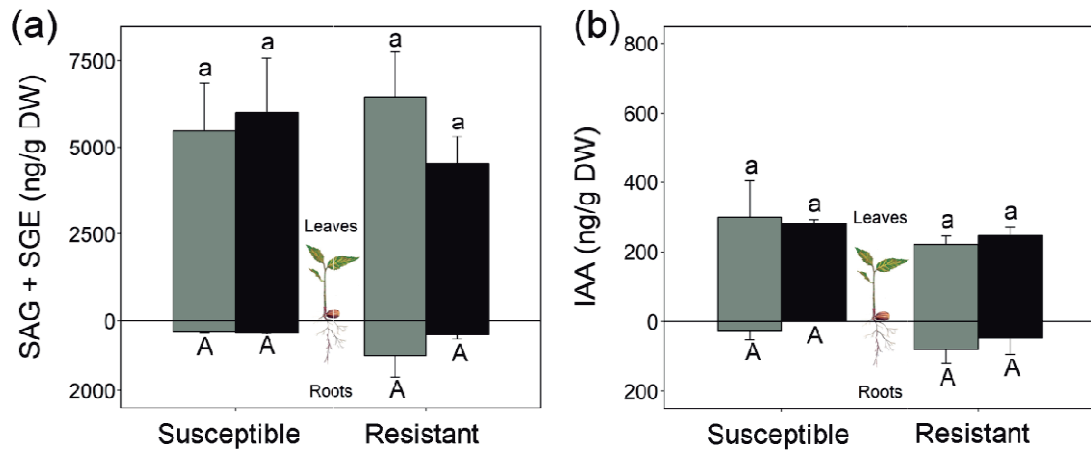 (a)
SAG + SGE (ng/g DW)
7500
5000
2500
0
2000
a
a
a
a
Leaves
A
A
A
A
Roots
Susceptible
Resistant
(b)
IAA (ng/g DW)
800
600
400
200
0
200
a
a
a
a
Leaves
A
A
A
A
Roots
Susceptible
Resistant